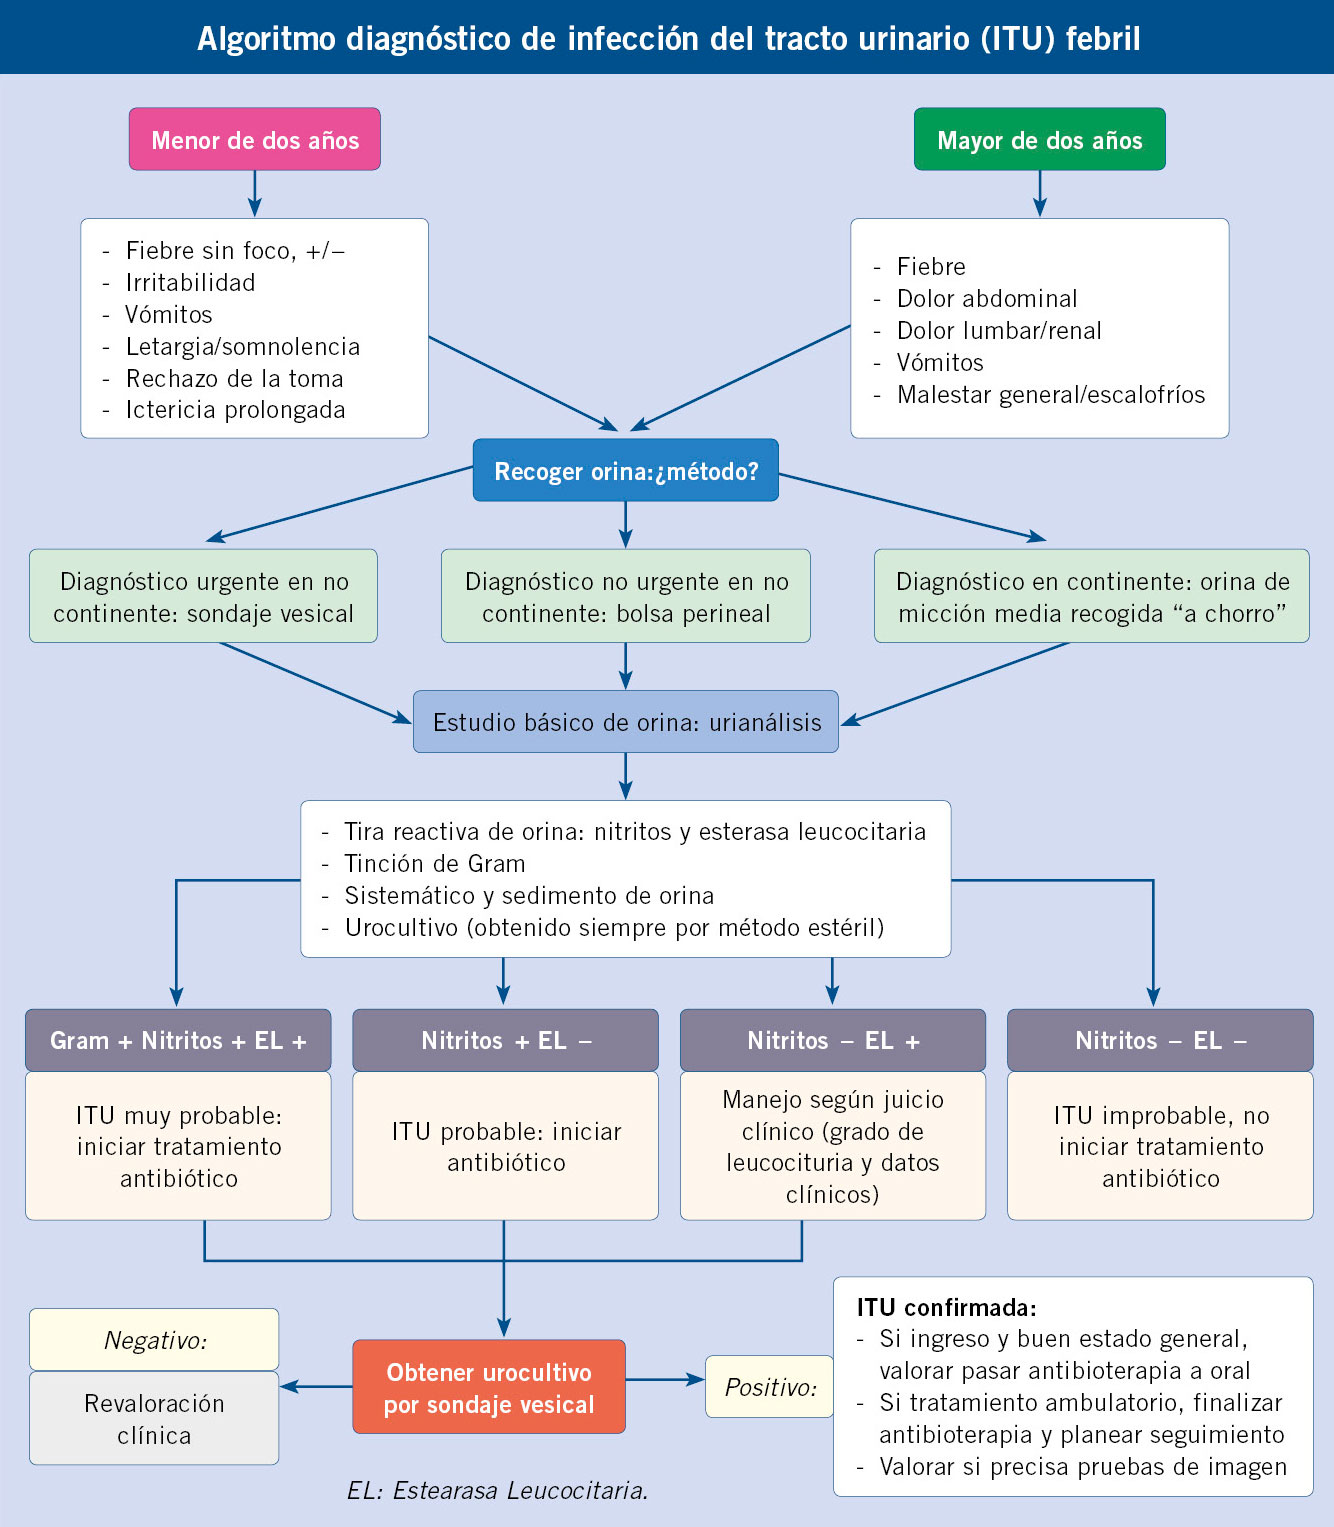 Algoritmo diagnóstico de infección del tracto urinario (ITU) febril
Menor de dos años
Mayor de dos años
- Fiebre sin foco, +/–
- Irritabilidad
- Vómitos
- Letargia/somnolencia
- Rechazo de la toma
- Ictericia prolongada
- Fiebre
- Dolor abdominal
- Dolor lumbar/renal
- Vómitos
- Malestar general/escalofríos
Recoger orina:¿método?
Diagnóstico urgente en no
continente: sondaje vesical
Diagnóstico no urgente en no
continente: bolsa perineal
Diagnóstico en continente: orina de
micción media recogida “a chorro”
Estudio básico de orina: urianálisis
- Tira reactiva de orina: nitritos y esterasa leucocitaria
- Tinción de Gram
- Sistemático y sedimento de orina
- Urocultivo (obtenido siempre por método estéril)
Gram + Nitritos + EL +
ITU muy probable:
iniciar tratamiento
antibiótico
Nitritos + EL –
ITU probable: iniciar
antibiótico
Nitritos – EL +
Manejo según juicio
clínico (grado de
leucocituria y datos
clínicos)
Nitritos – EL –
ITU improbable, no
iniciar tratamiento
antibiótico
Negativo:
Revaloración
clínica
Obtener urocultivo
por sondaje vesical
Positivo:
ITU confirmada:
- Si ingreso y buen estado general,
valorar pasar antibioterapia a oral
- Si tratamiento ambulatorio, finalizar
antibioterapia y planear seguimiento
- Valorar si precisa pruebas de imagen
EL: Estearasa Leucocitaria.